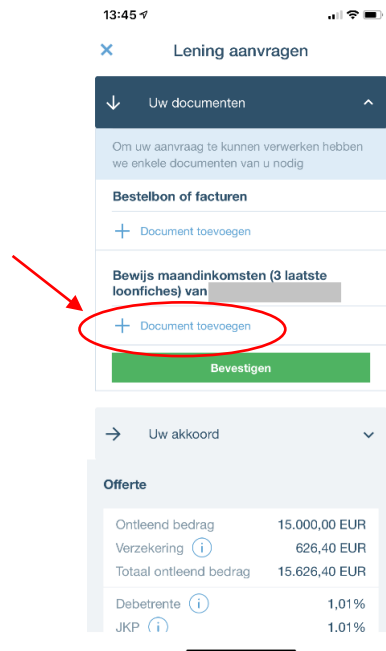 13:45
Lening aanvragen
Uw documenten
Om uw aanvraag te kunnen verwerken hebben
we enkele documenten van u nodig
Bestelbon of facturen
Document toevoegen
Bewijs maandinkomsten (3 laatste
loonfiches) van
Document toevoegen
Bevestigen
Uw akkoord
Offerte
Ontleend bedrag 15.000,00 EUR
Verzekering i 626,40 EUR
Totaal ontleend bedrag 15.626,40 EUR
Debetrente i 1,01%
JKP i 1,01%